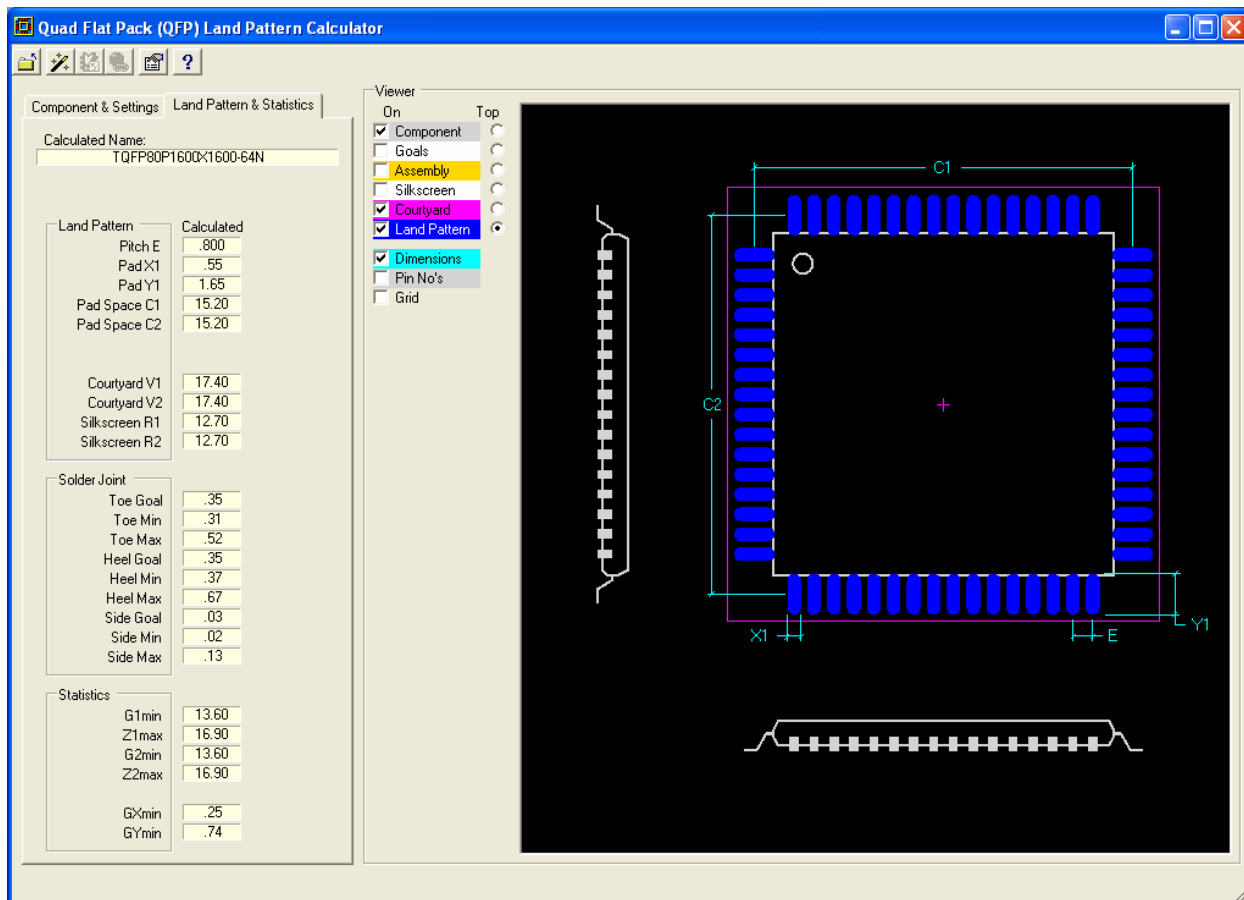 Quad Flat Pack (QFP) Land Pattern Calculator
?
Component & Settings Land Pattern & Statistics
Calculated Name:
TQFP80P1600X1600-64N
Land Pattern Calculated
Pitch E .800
Pad X1 .55
Pad Y1 1.65
Pad Space C1 15.20
Pad Space C2 15.20
Courtyard V1 17.40
Courtyard V2 17.40
Silkscreen R1 12.70
Silkscreen R2 12.70
Solder Joint
Toe Goal .35
Toe Min .31
Toe Max .52
Heel Goal .35
Heel Min .37
Heel Max .67
Side Goal .03
Side Min .02
Side Max .13
Statistics
G1min 13.60
Z1max 16.90
G2min 13.60
Z2max 16.90
GXmin .25
GYmin .74
Viewer
On Top
Component
Goals
Assembly
Silkscreen
Courtyard
Land Pattern
Dimensions
Pin No's
Grid
C1
C2
X1
E
Y1